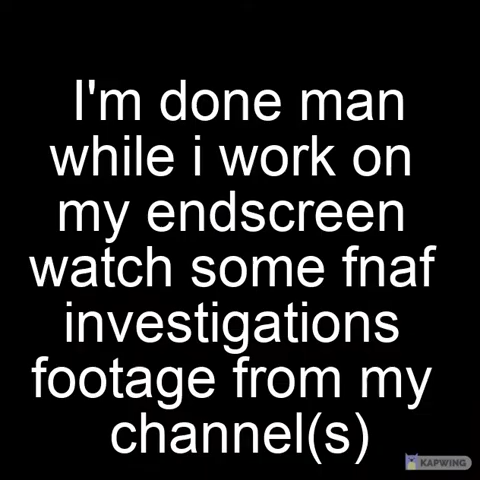 I'm done man
while i work on
my endscreen
watch some fnaf
investigations
footage from my
channel(s)
KAPWING